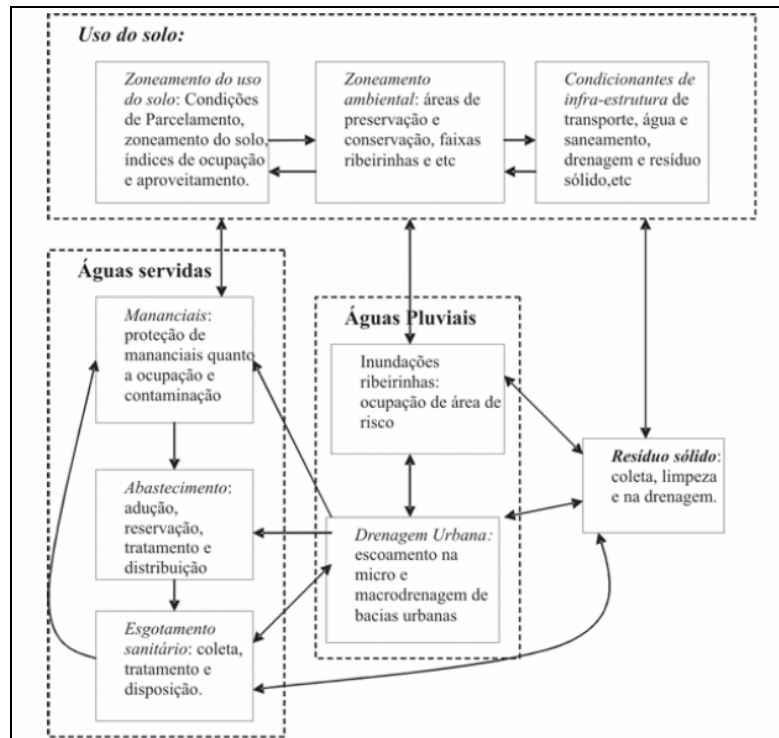 Uso do solo:
Zoneamento do uso
do solo: Condições
de Parcelamento,
zoneamento do solo,
índices de ocupação
e aproveitamento.
Zoneamento
ambiental: áreas de
preservação e
conservação, faixas
ribeirinhas e etc
Condicionantes de
infra-estrutura de
transporte, água e
saneamento,
drenagem e resíduo
sólido,etc
Águas servidas
Mananciais:
proteção de
mananciais quanto
a ocupação e
contaminação
Abastecimento:
adução,
reservação,
tratamento e
distribuição
Esgotamento
sanitário: coleta,
tratamento e
disposição.
Águas Pluviais
Inundações
ribeirinhas:
ocupação de área de
risco
Drenagem Urbana:
escoamento na
micro e
macrodrenagem de
bacias urbanas
Resíduo sólido:
coleta, limpeza
e na drenagem.